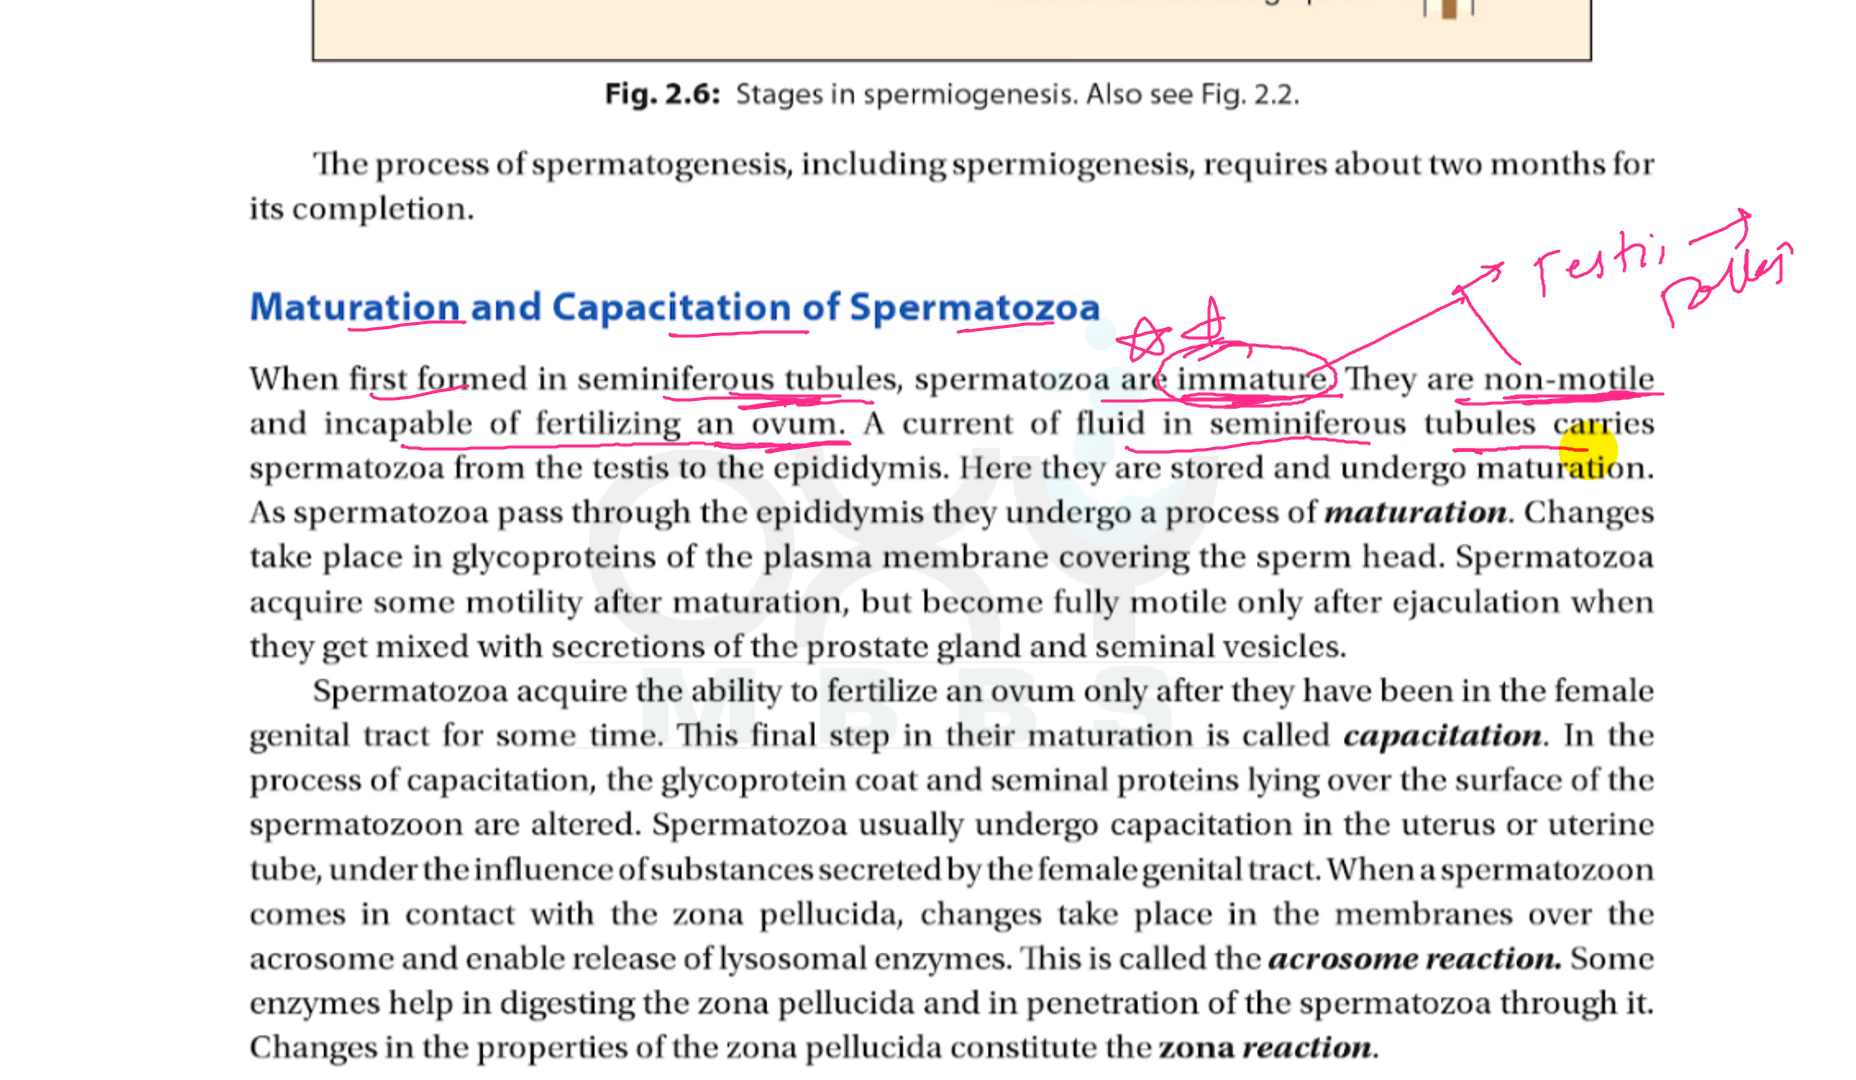 Fig. 2.6: Stages in spermiogenesis. Also see Fig. 2.2.
The process of spermatogenesis, including spermiogenesis, requires about two months for
its completion.
Testis
Maturation and Capacitation of Spermatozoa
When first formed in seminiferous tubules, spermatozoa are immature. They are non-motile
and incapable of fertilizing an ovum. A current of fluid in seminiferous tubules carries
spermatozoa from the testis to the epididymis. Here they are stored and undergo maturation.
As spermatozoa pass through the epididymis they undergo a process of maturation. Changes
take place in glycoproteins of the plasma membrane covering the sperm head. Spermatozoa
acquire some motility after maturation, but become fully motile only after ejaculation when
they get mixed with secretions of the prostate gland and seminal vesicles.
Spermatozoa acquire the ability to fertilize an ovum only after they have been in the female
genital tract for some time. This final step in their maturation is called capacitation. In the
process of capacitation, the glycoprotein coat and seminal proteins lying over the surface of the
spermatozoon are altered. Spermatozoa usually undergo capacitation in the uterus or uterine
tube, under the influence of substances secreted by the female genital tract. When a spermatozoon
comes in contact with the zona pellucida, changes take place in the membranes over the
acrosome and enable release of lysosomal enzymes. This is called the acrosome reaction. Some
enzymes help in digesting the zona pellucida and in penetration of the spermatozoa through it.
Changes in the properties of the zona pellucida constitute the zona reaction.
MBBS